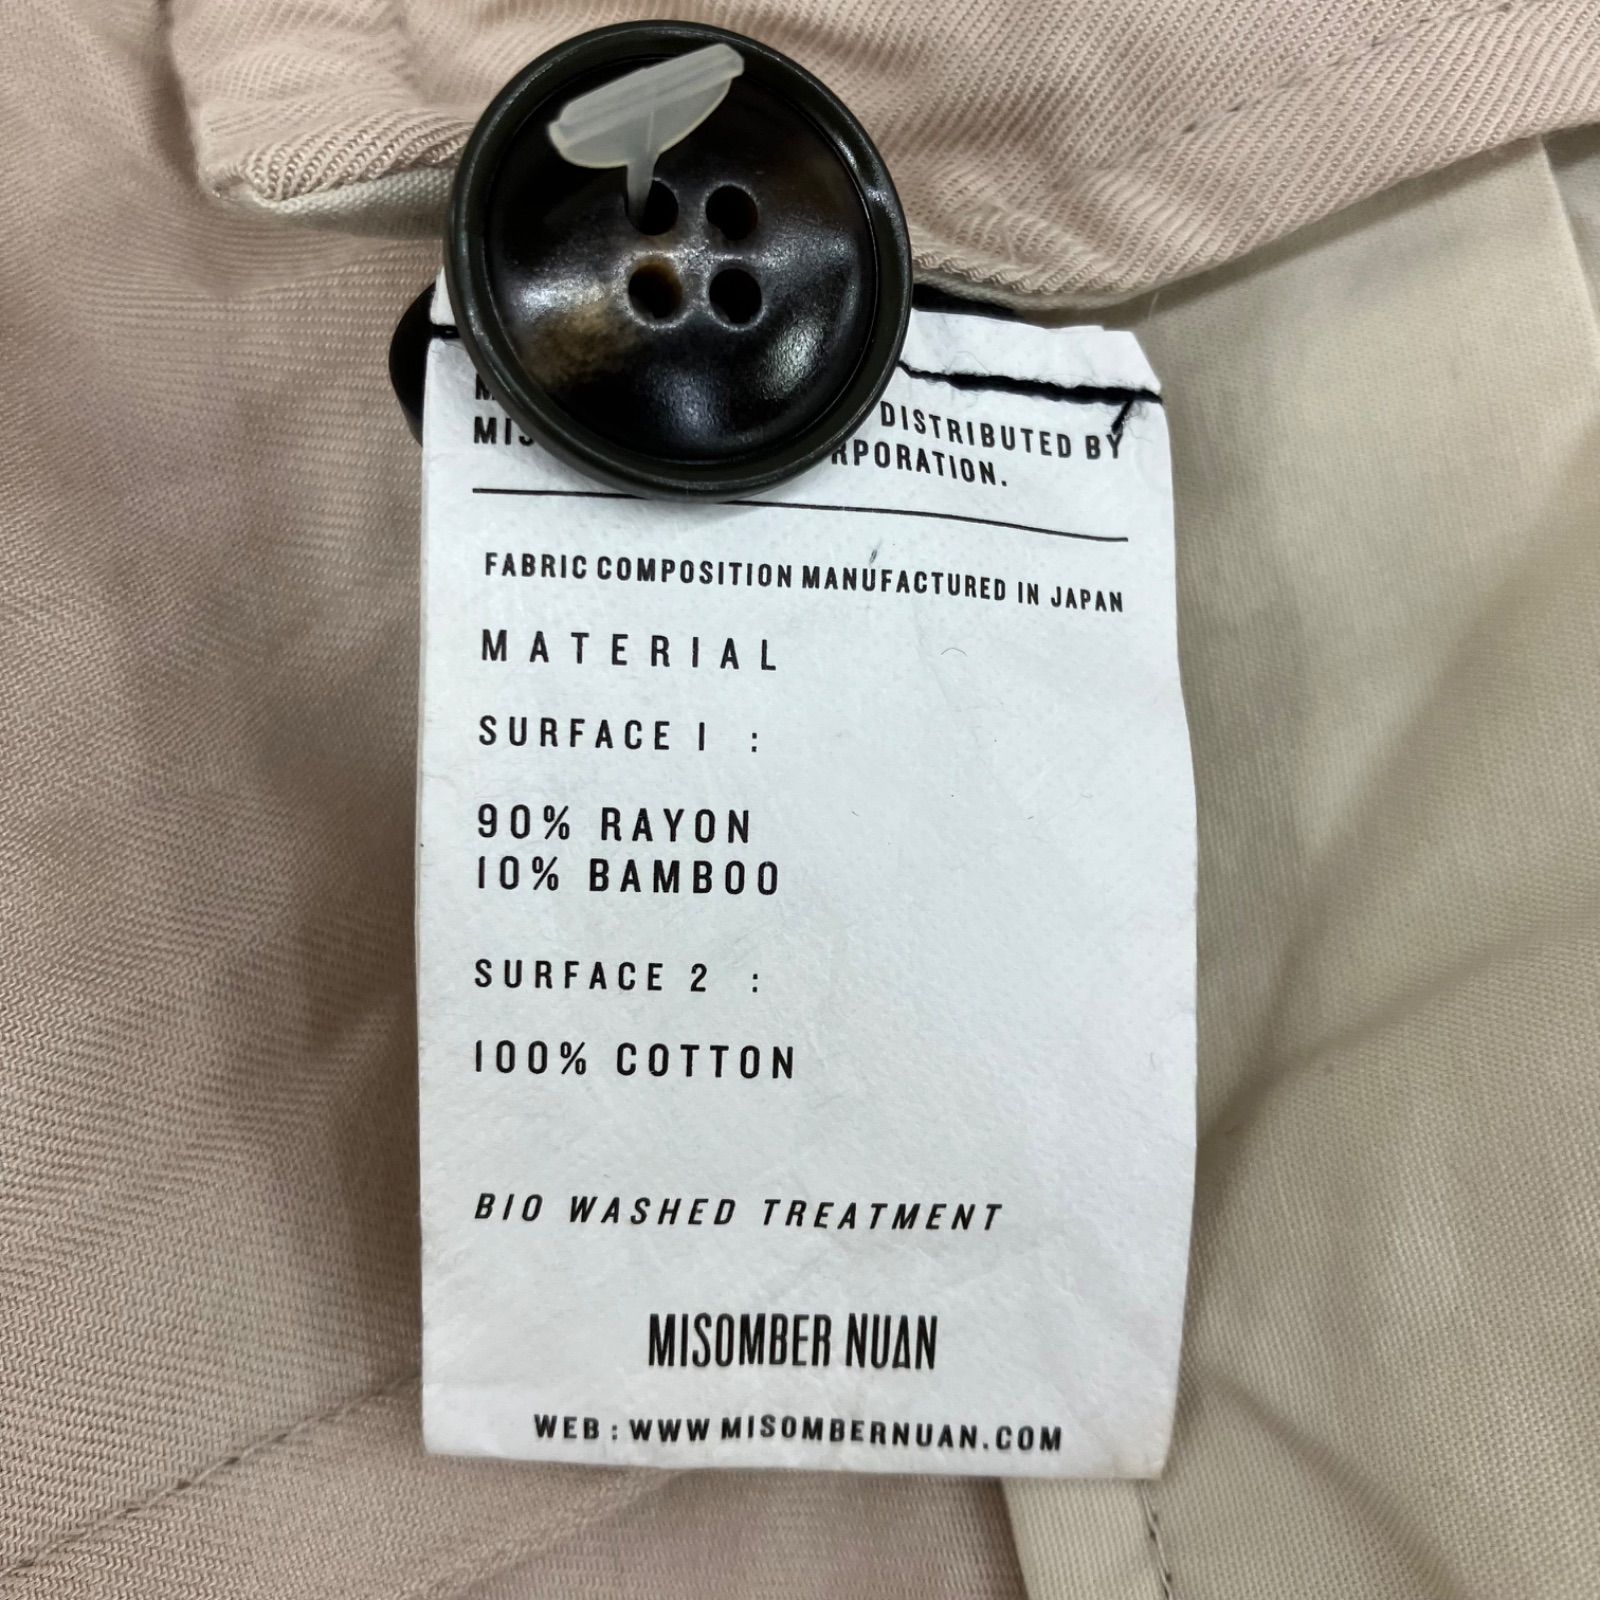 DISTRIBUTED BY
FABRIC COMPOSITION MANUFACTURED IN JAPAN
MATERIAL
SURFACE 1 :
90% RAYON
10% BAMBOO
SURFACE 2 :
100% COTTON
BIO WASHED TREATMENT
MISOMBER NUAN
WEB : WWW MISOMBERNUAN.COM